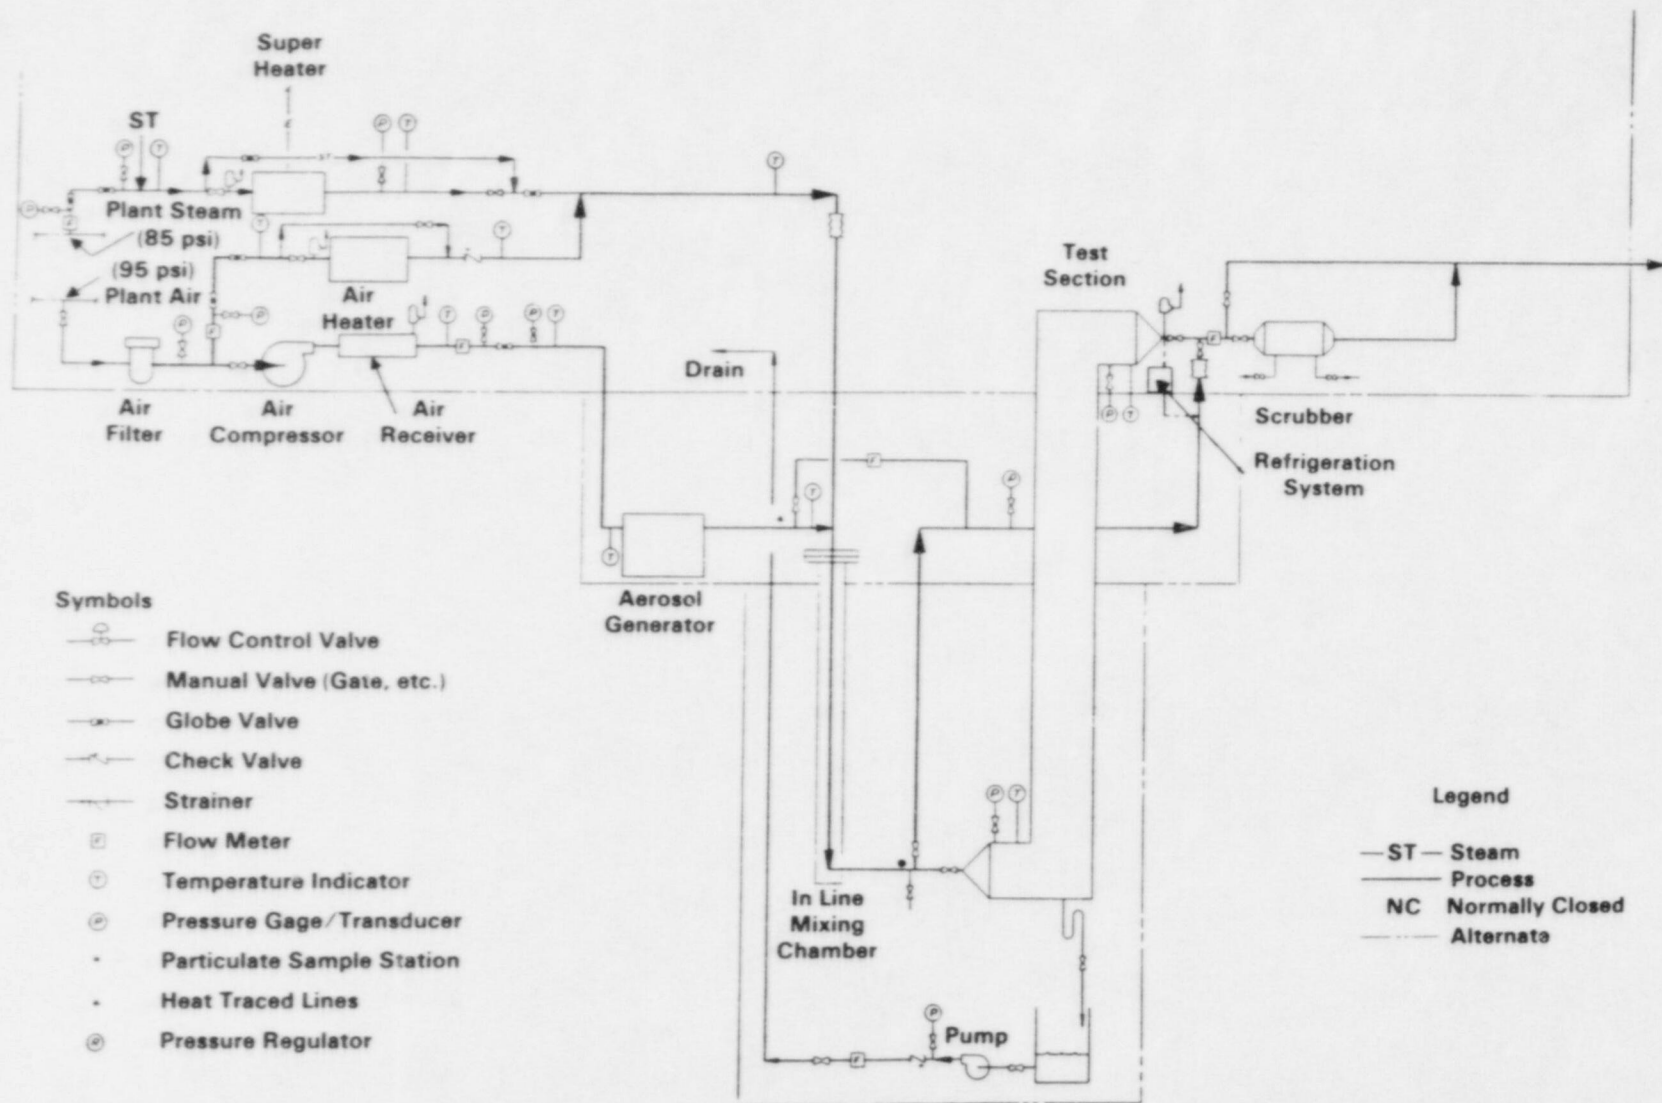 Super
Heater
ST
P
T
P
T
T
P
Plant Steam
(85 psi)
(95 psi)
Plant Air
ST
T
T
Air
Heater
P
P
F
T
F
P
P
T
Air
Filter
Air
Compressor
Air
Receiver
Drain
Test
Section
F
P
T
Scrubber
Refrigeration
System
F
T
P
T
Aerosol
Generator
P
T
In Line
Mixing
Chamber
P
Pump
F
Symbols
Flow Control Valve
Manual Valve (Gate, etc.)
Globe Valve
Check Valve
Strainer
F Flow Meter
T Temperature Indicator
P Pressure Gage/Transducer
Particulate Sample Station
Heat Traced Lines
R Pressure Regulator
Legend
ST Steam
Process
NC Normally Closed
Alternate